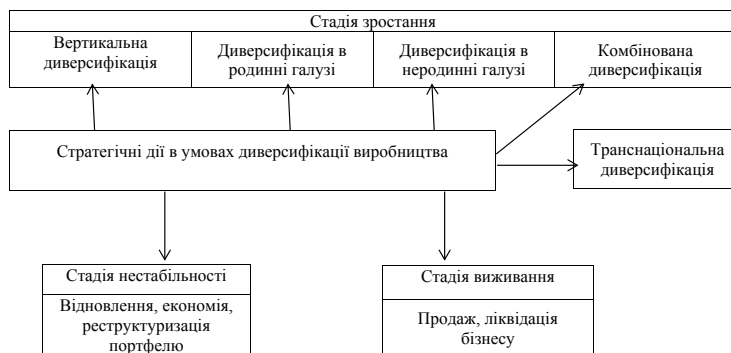 Стадія зростання
Вертикальна
диверсифікація
Диверсифікація в
родинні галузі
Диверсифікація в
неродинні галузі
Комбінована
диверсифікація
Стратегічні дії в умовах диверсифікації виробництва
Транснаціональна
диверсифікація
Стадія нестабільності
Відновлення, економія,
реструктуризація
портфелю
Стадія виживання
Продаж, ліквідація
бізнесу